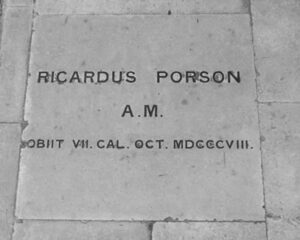 RICARDUS PORSON
A.M.
OBIIT VII. CAL. OCT. MDCCCVIII.